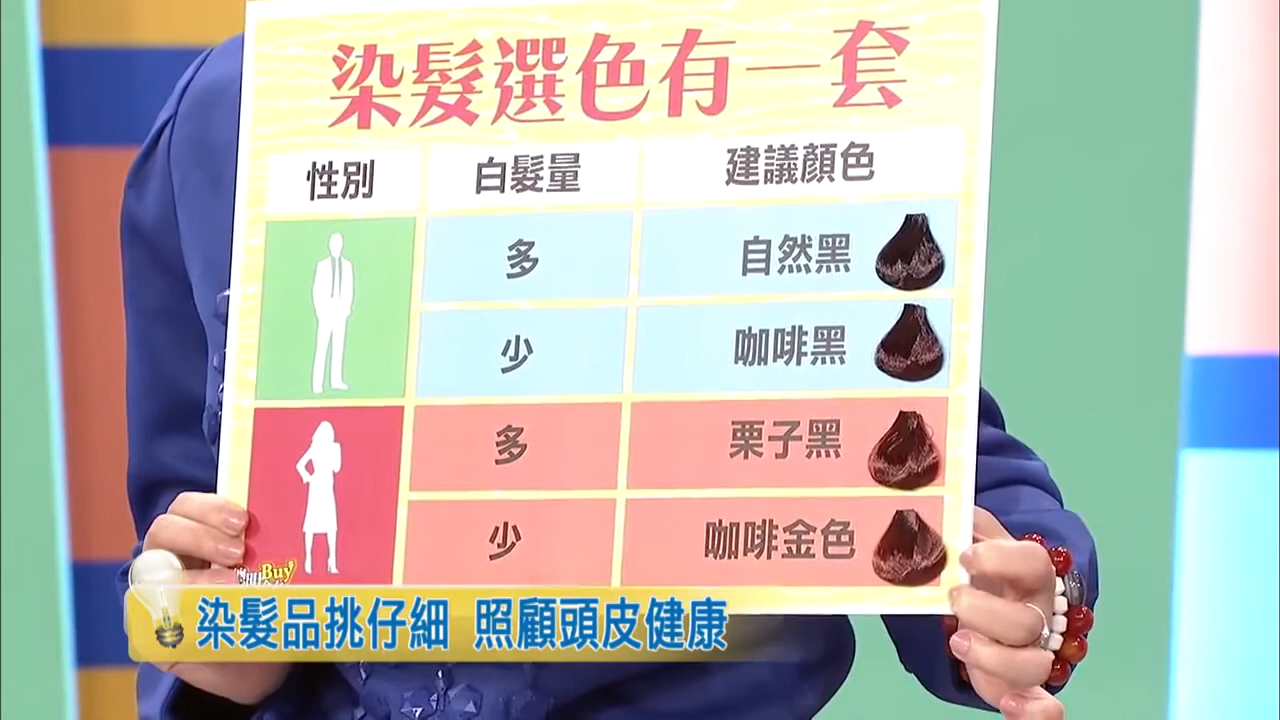 染髮選色有一套
性別 白髮量 建議顏色
多 自然黑
少 咖啡黑
多 栗子黑
少 咖啡金色
Buy
染髮品挑仔細 照顧頭皮健康